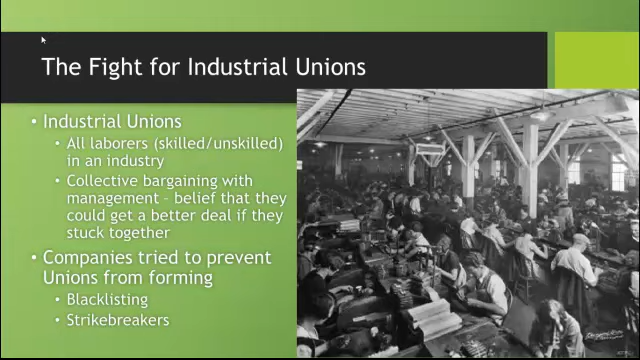 The Fight for Industrial Unions
• Industrial Unions
• All laborers (skilled/unskilled)
in an industry
• Collective bargaining with
management – belief that they
could get a better deal if they
stuck together
• Companies tried to prevent
Unions from forming
• Blacklisting
• Strikebreakers